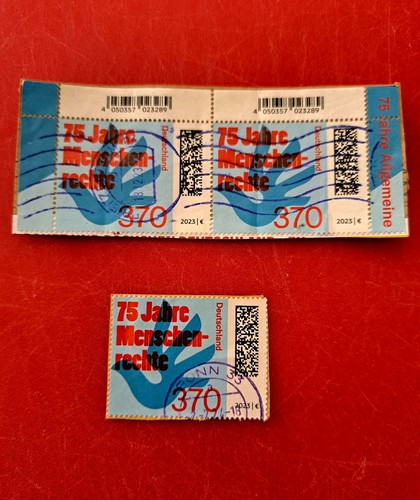 4 050357 023289
4 050357 023289
75 Jahre
Menschen-
rechte
Deutschland
370
2023 | €
75 Jahre
Menschen-
rechte
Deutschland
370
2023 | €
75 Jahre Allgemeine
75 Jahre
Menschen-
rechte
Deutschland
370
2023 | €
BONN